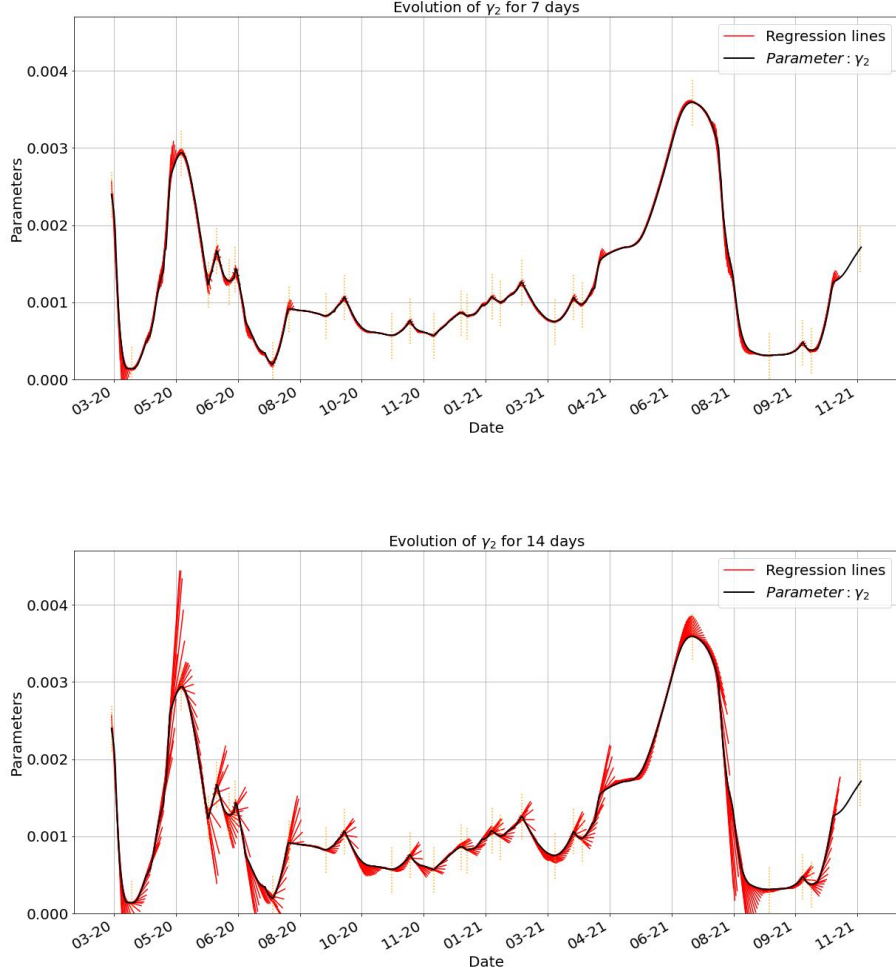 Evolution of γ₂ for 7 days
Regression lines
Parameter : γ₂
Parameters
0.004
0.003
0.002
0.001
0.000
03-20 05-20 06-20 08-20 10-20 11-20 01-21 03-21 04-21 06-21 08-21 09-21 11-21
Date
Evolution of γ₂ for 14 days
Regression lines
Parameter : γ₂
Parameters
0.004
0.003
0.002
0.001
0.000
03-20 05-20 06-20 08-20 10-20 11-20 01-21 03-21 04-21 06-21 08-21 09-21 11-21
Date